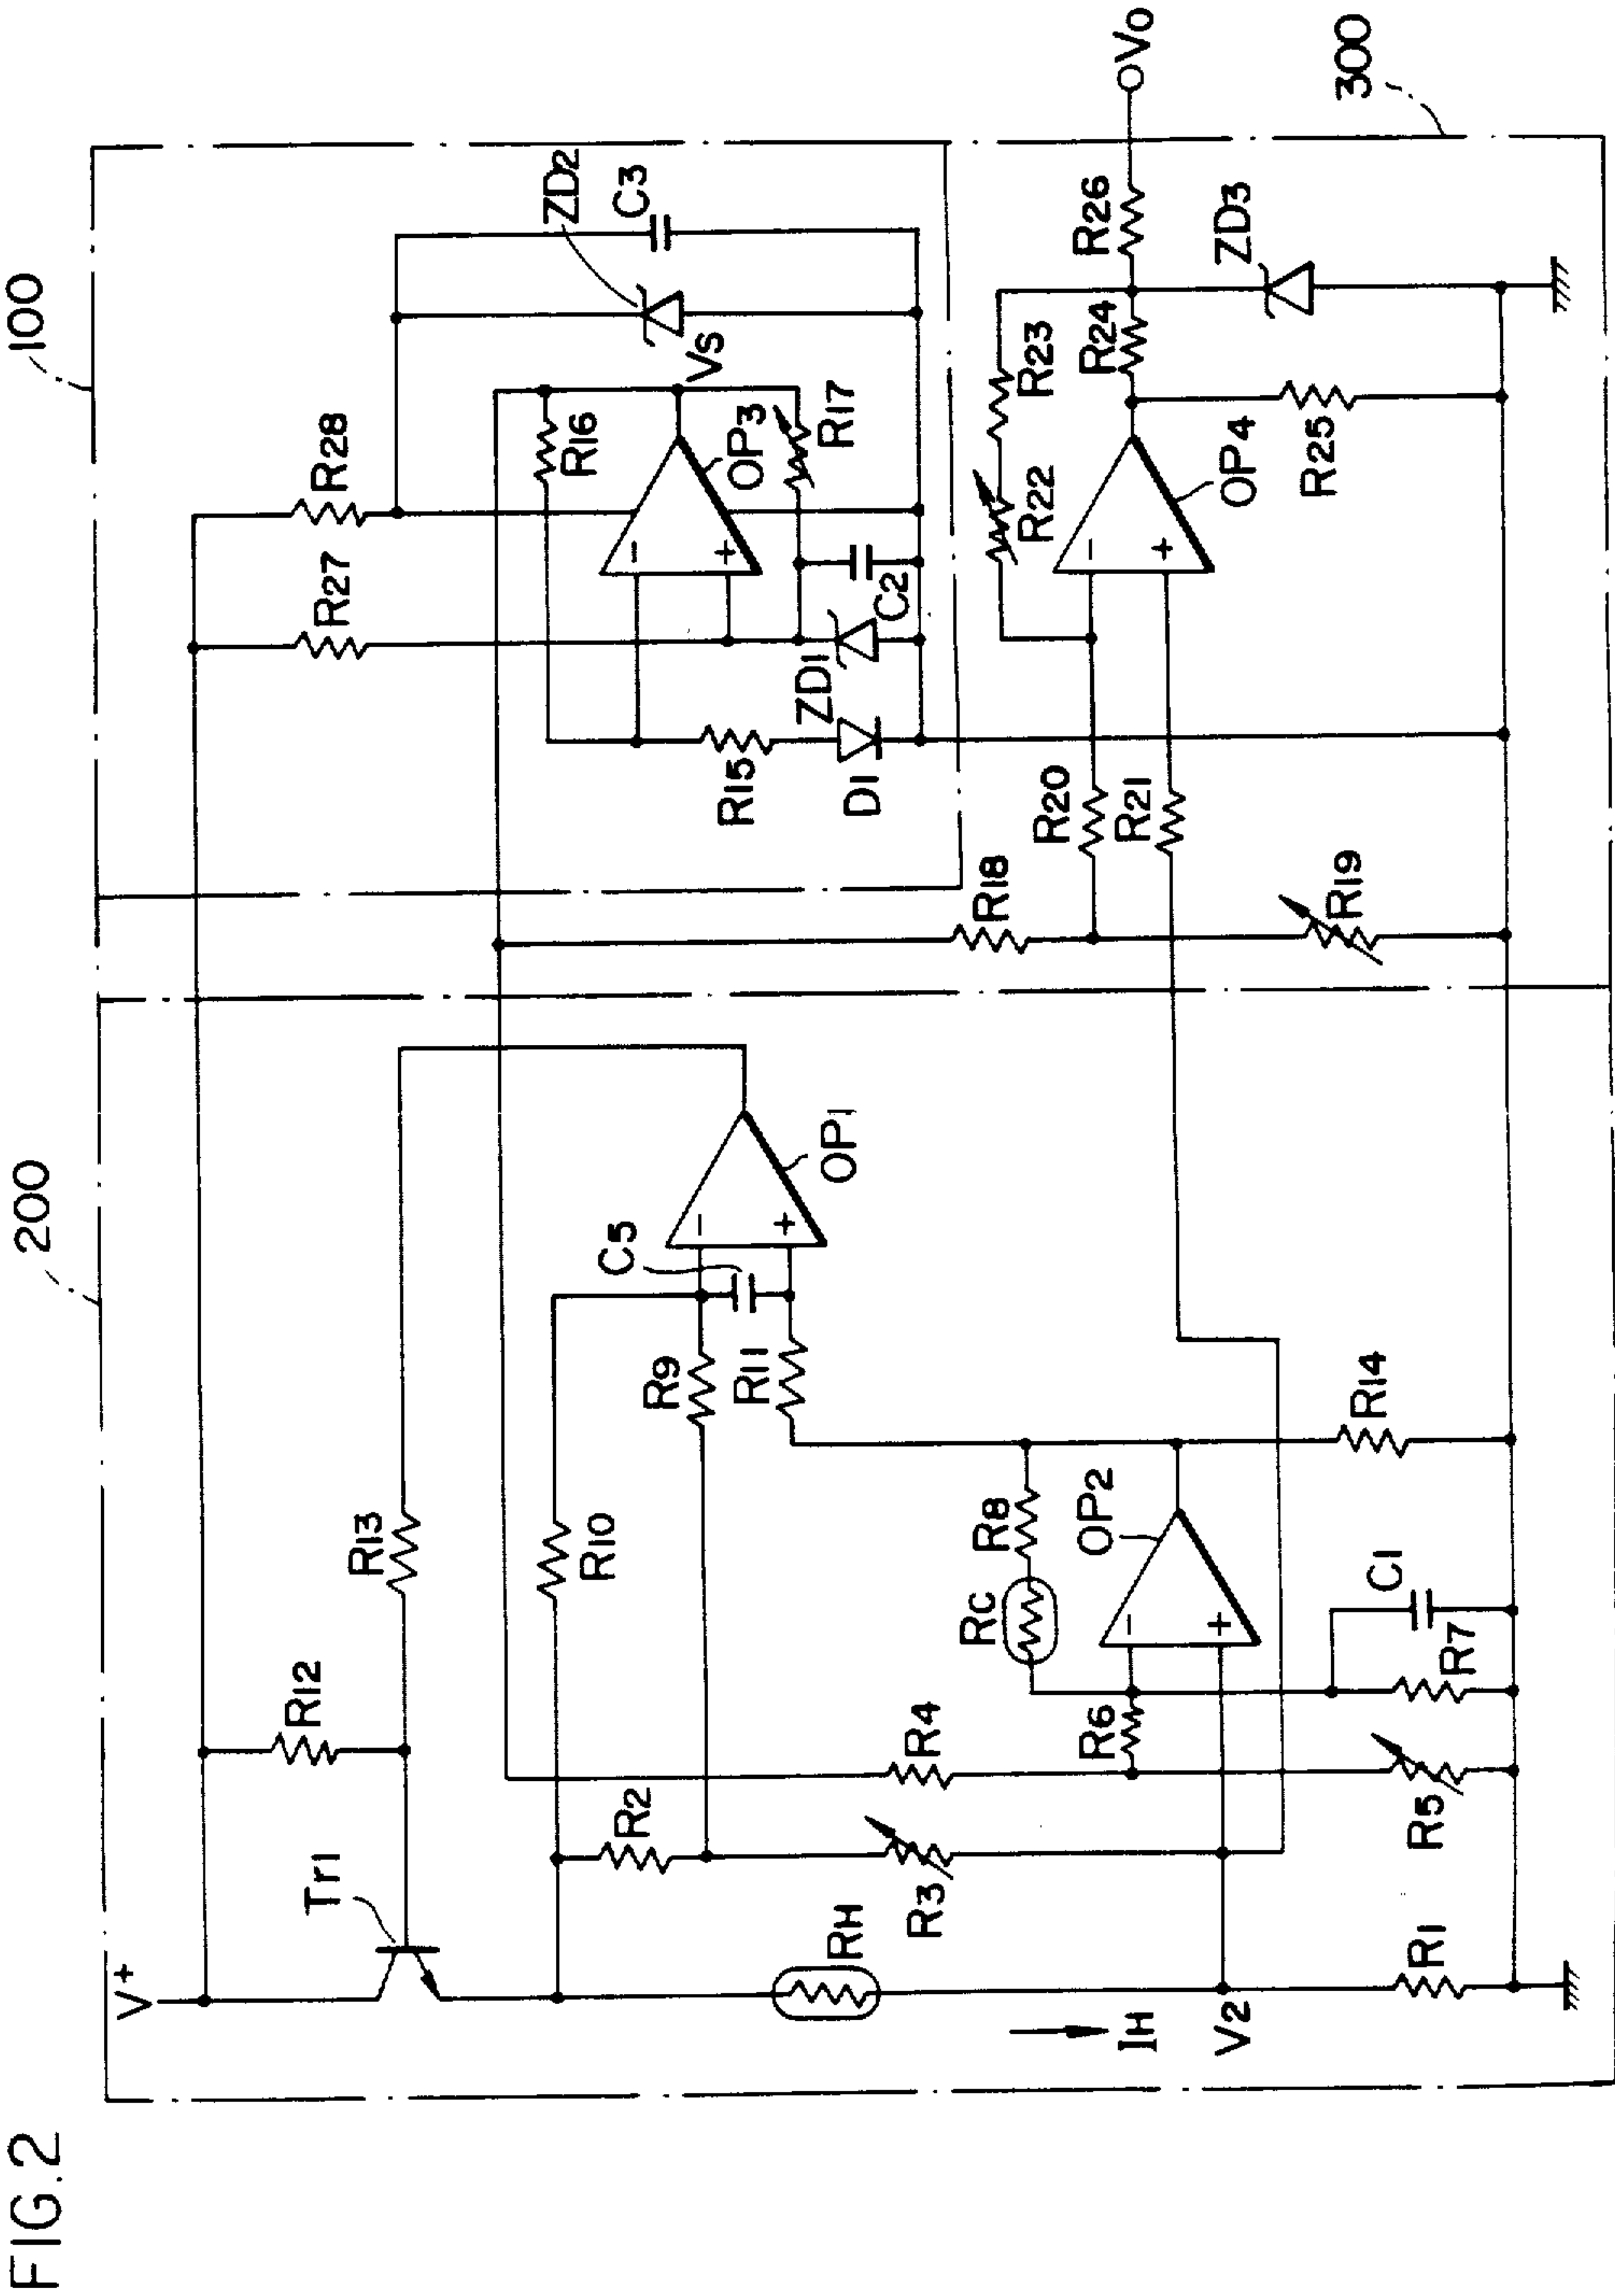 FIG.2
200
100
300
V+
Tr1
R12
R13
R28
R27
R10
R2
R3
RH
IH
V2
R1
R9
R11
C5
OP1
R4
R5
R6
RC
R8
OP2
R7
C1
R14
R16
OP3
VS
ZD2
C3
R17
−
+
R15
D1
ZD1
C2
R18
R19
R20
R21
R22
R23
R24
R25
R26
OP4
ZD3
VO
−
+
−
+
−
+